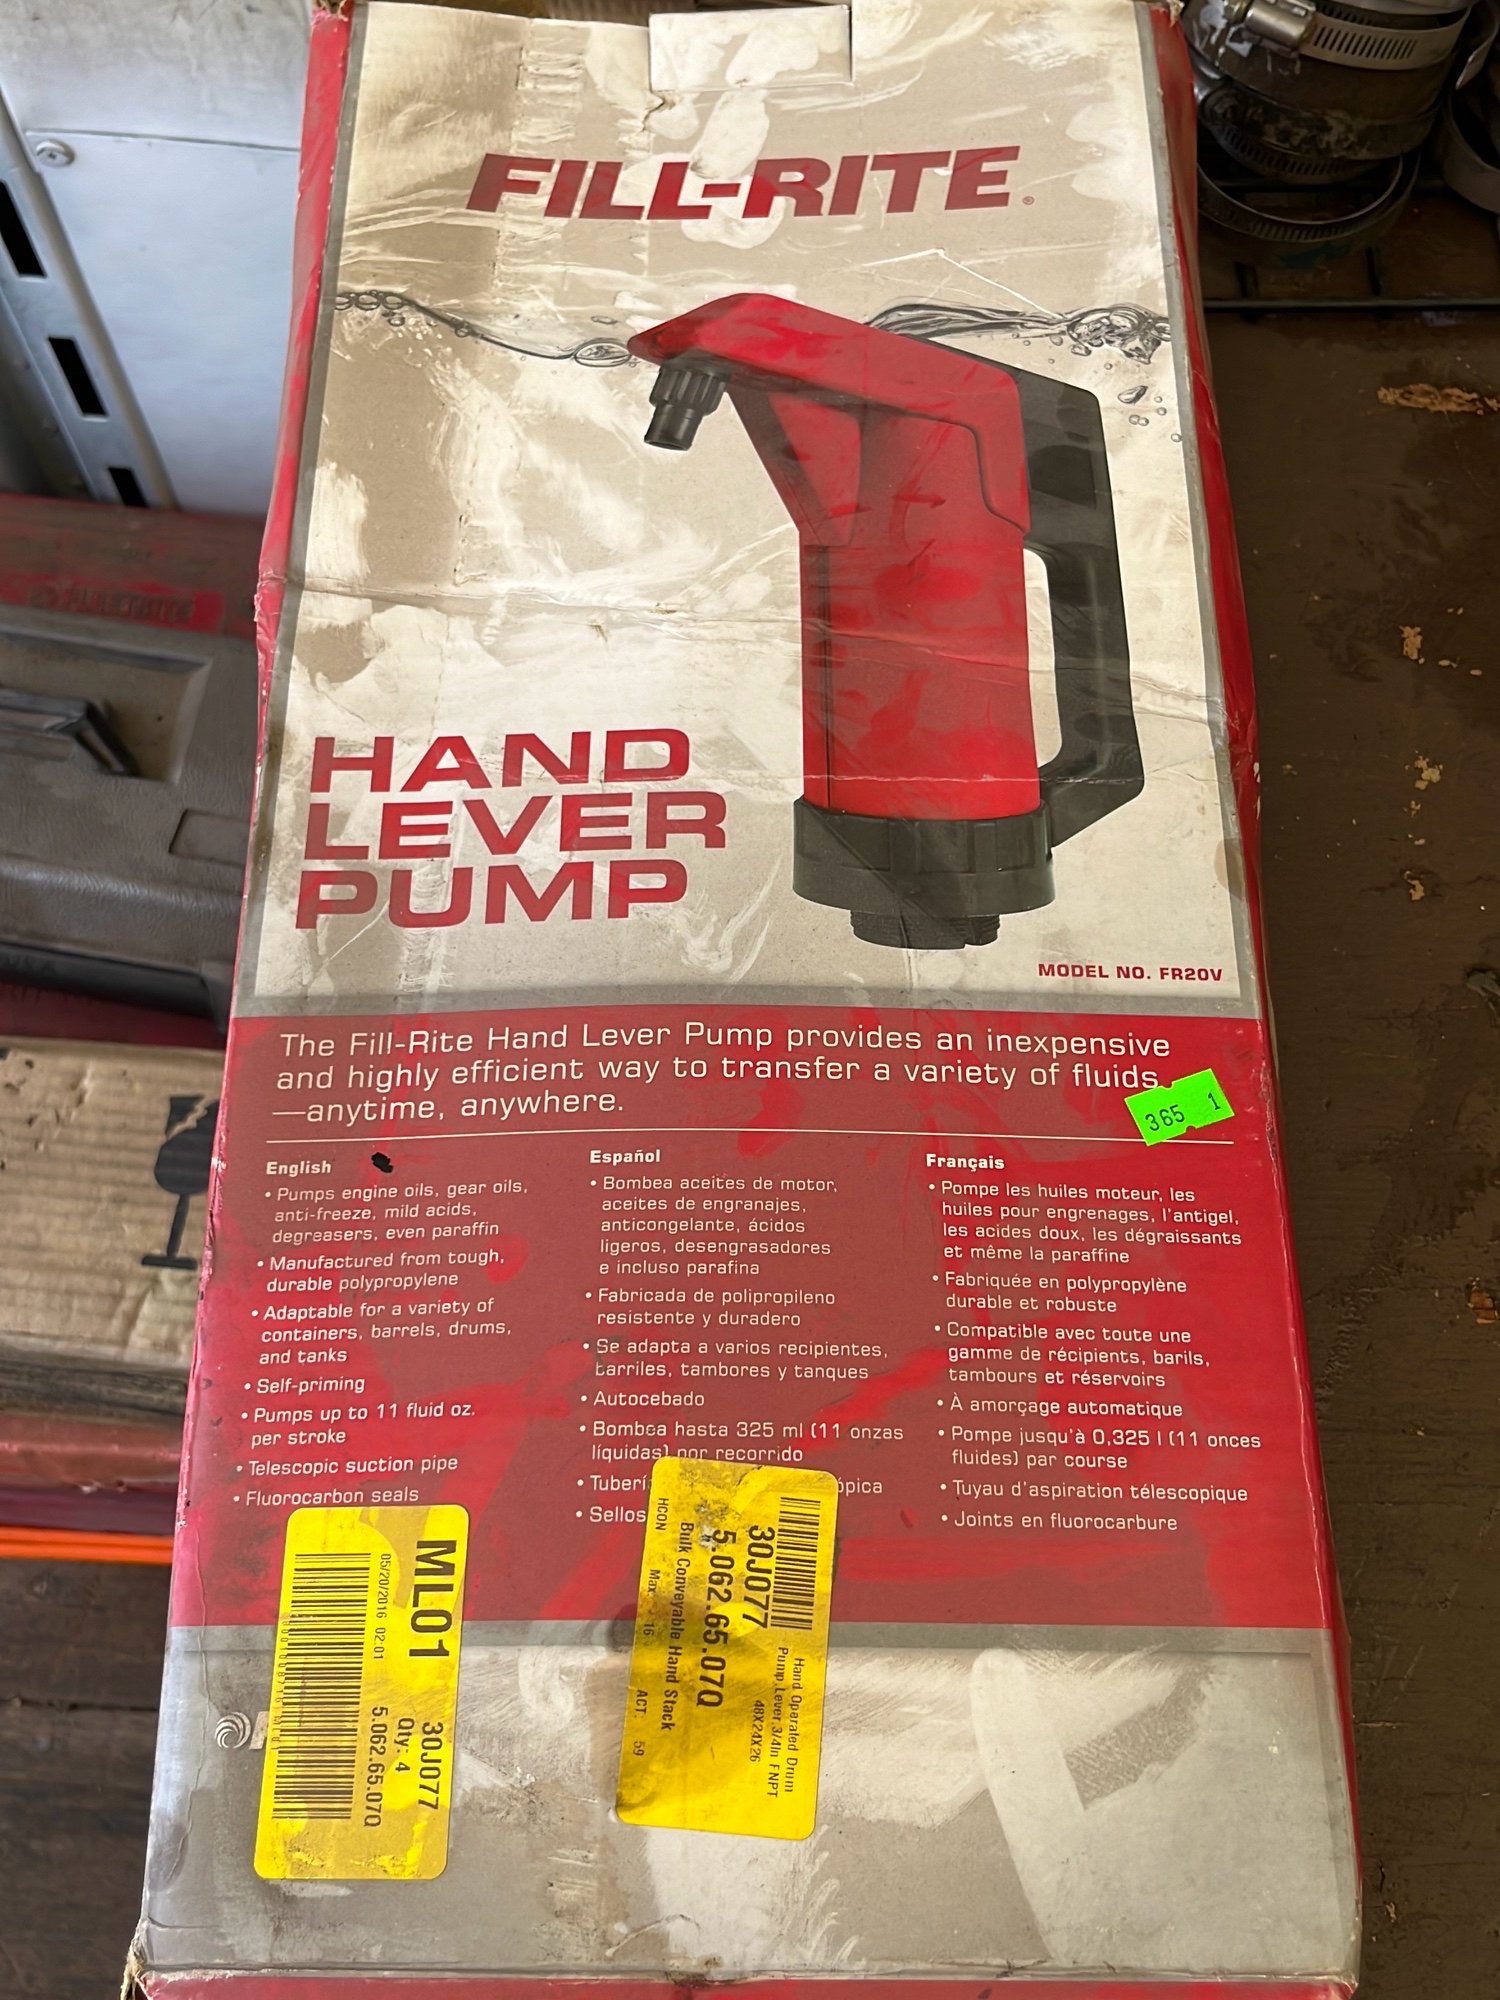 FILL-RITE®
HAND
LEVER
PUMP
MODEL NO. FR20V
The Fill-Rite Hand Lever Pump provides an inexpensive
and highly efficient way to transfer a variety of fluids
—anytime, anywhere.
365 1
English
• Pumps engine oils, gear oils,
anti-freeze, mild acids,
degreasers, even paraffin
• Manufactured from tough,
durable polypropylene
• Adaptable for a variety of
containers, barrels, drums,
and tanks
• Self-priming
• Pumps up to 11 fluid oz.
per stroke
• Telescopic suction pipe
• Fluorocarbon seals
Español
• Bombea aceites de motor,
aceites de engranajes,
anticongelante, ácidos
ligeros, desengrasadores
e incluso parafina
• Fabricada de polipropileno
resistente y duradero
• Se adapta a varios recipientes,
barriles, tambores y tanques
• Autocebado
• Bombea hasta 325 ml (11 onzas
líquidas) por recorrido
• Tuberí
ópica
• Sellos
Français
• Pompe les huiles moteur, les
huiles pour engrenages, l'antigel,
les acides doux, les dégraissants
et même la paraffine
• Fabriquée en polypropylène
durable et robuste
• Compatible avec toute une
gamme de récipients, barils,
tambours et réservoirs
• À amorçage automatique
• Pompe jusqu'à 0,325 l (11 onces
fluides) par course
• Tuyau d'aspiration télescopique
• Joints en fluorocarbure
ML01
30J077
Qty: 4
05/20/2016 02:01
5.062.65.07Q
Hand Operated Drum
Pump,Lever,3/4In FNPT
48X24X26
30J077
5.062.65.07Q
Bulk Conveyable Hand Stack
HCON
Max: 16
ACT: 59